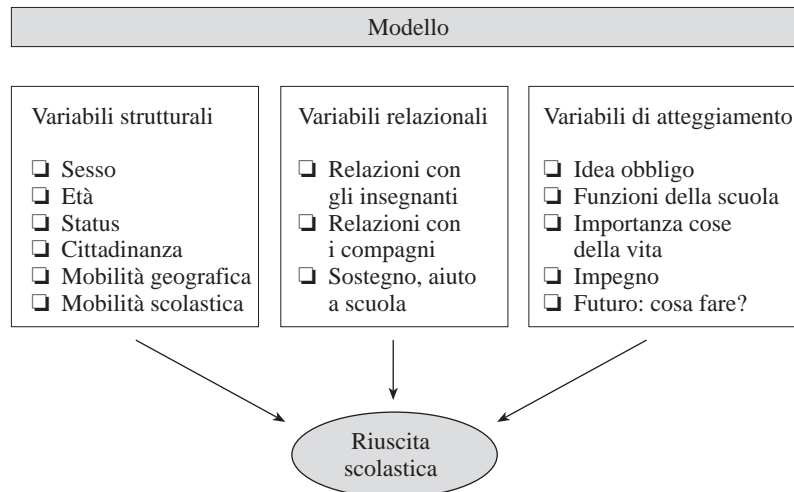 Modello
Variabili strutturali
❏ Sesso
❏ Età
❏ Status
❏ Cittadinanza
❏ Mobilità geografica
❏ Mobilità scolastica
Variabili relazionali
❏ Relazioni con
gli insegnanti
❏ Relazioni con
i compagni
❏ Sostegno, aiuto
a scuola
Variabili di atteggiamento
❏ Idea obbligo
❏ Funzioni della scuola
❏ Importanza cose
della vita
❏ Impegno
❏ Futuro: cosa fare?
Riuscita
scolastica